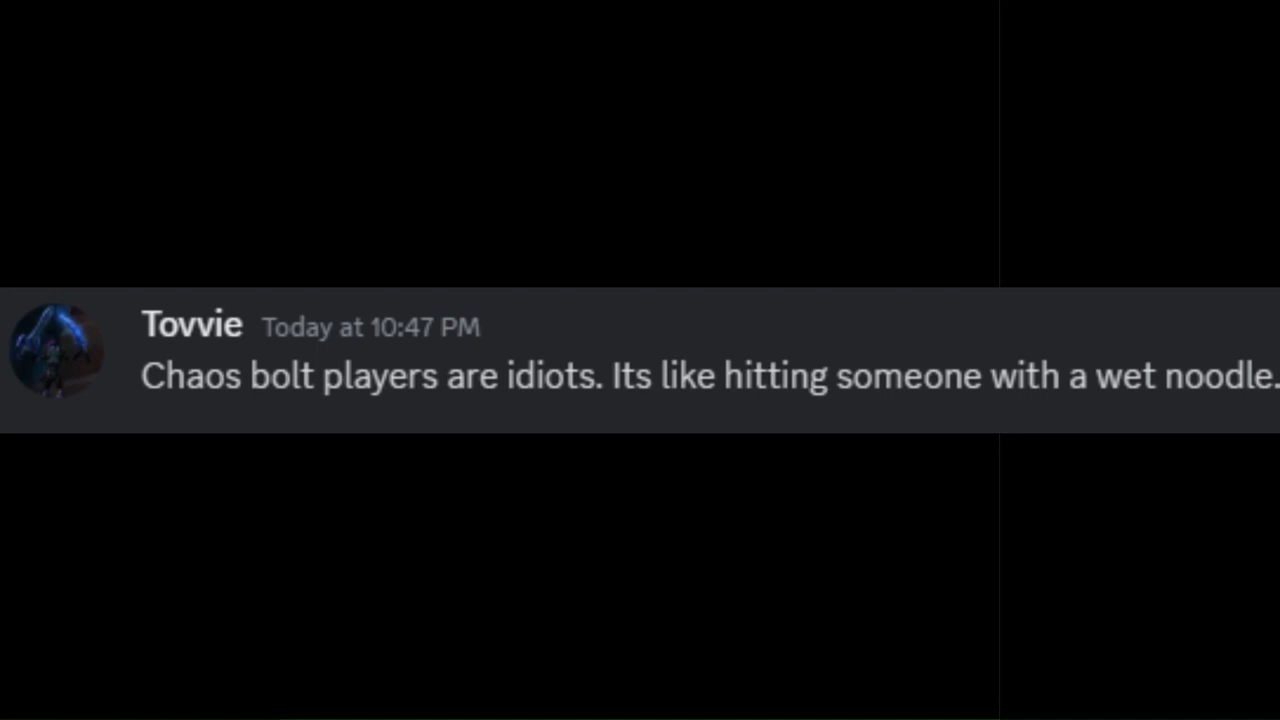 Tovvie Today at 10:47 PM
Chaos bolt players are idiots. Its like hitting someone with a wet noodle.